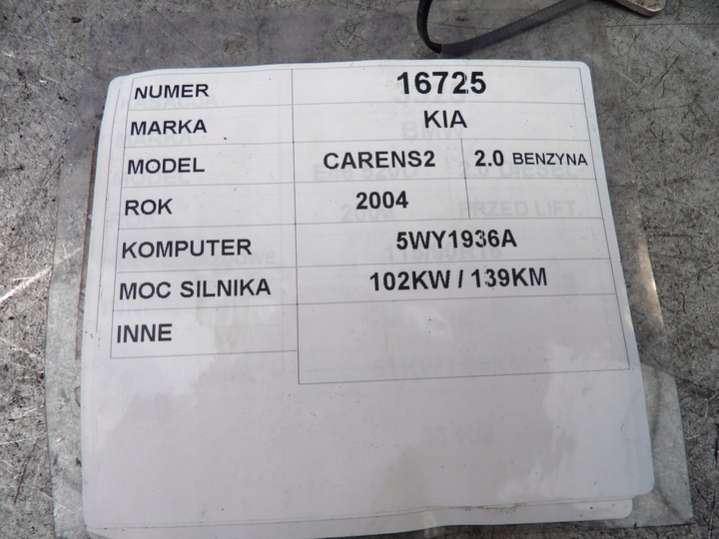 NUMER 16725
MARKA KIA
MODEL CARENS2 2.0 BENZYNA
ROK 2004
KOMPUTER 5WY1936A
MOC SILNIKA 102KW / 139KM
INNE